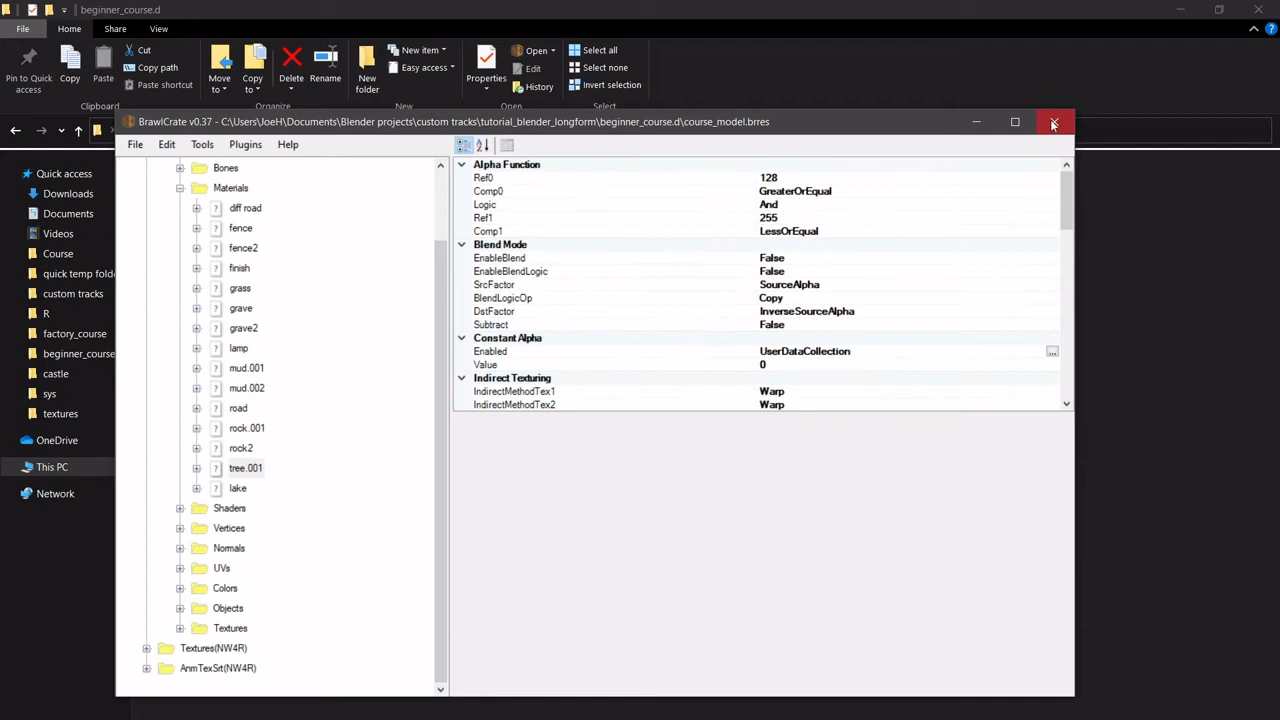 beginner_course.d
File Home Share View
Pin to Quick access
Copy
Paste
Cut
Copy path
Paste shortcut
Clipboard
Move to
Copy to
Delete
Rename
Organize
New folder
New item
Easy access
New
Properties
Open
Edit
History
Open
Select all
Select none
Invert selection
Select
BrawlCrate v0.37 - C:\Users\JoeH\Documents\Blender projects\custom tracks\tutorial_blender_longform\beginner_course.d\course_model.brres
File Edit Tools Plugins Help
Quick access
Downloads
Documents
Videos
Course
quick temp folde
custom tracks
R
factory_course
beginner_course
castle
sys
textures
OneDrive
This PC
Network
Bones
Materials
diff road
fence
fence2
finish
grass
grave
grave2
lamp
mud.001
mud.002
road
rock.001
rock2
tree.001
lake
Shaders
Vertices
Normals
UVs
Colors
Objects
Textures
Textures(NW4R)
AnmTexSrt(NW4R)
Alpha Function
Ref0 128
Comp0 GreaterOrEqual
Logic And
Ref1 255
Comp1 LessOrEqual
Blend Mode
EnableBlend False
EnableBlendLogic False
SrcFactor SourceAlpha
BlendLogicOp Copy
DstFactor InverseSourceAlpha
Subtract False
Constant Alpha
Enabled UserDataCollection ...
Value 0
Indirect Texturing
IndirectMethodTex1 Warp
IndirectMethodTex2 Warp